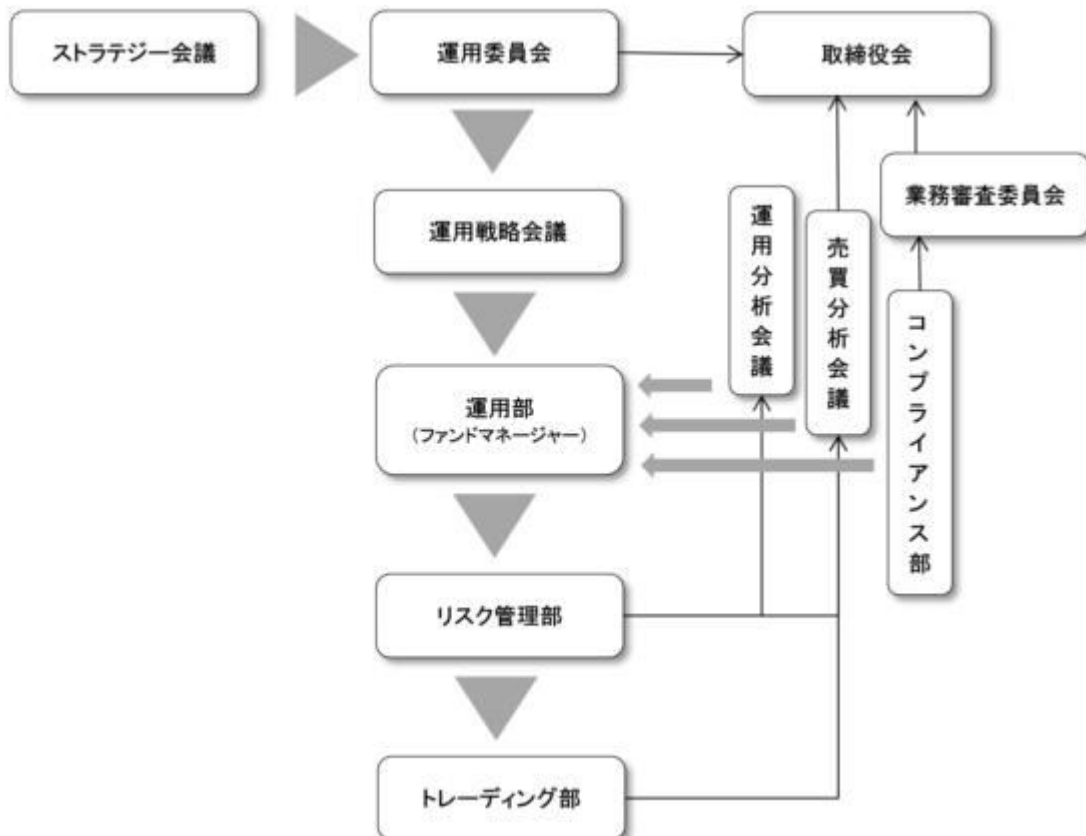 ストラテジー会議
運用委員会
取締役会
運用戦略会議
業務審査委員会
運用分析会議
売買分析会議
コンプライアンス部
運用部
(ファンドマネージャー)
リスク管理部
トレーディング部